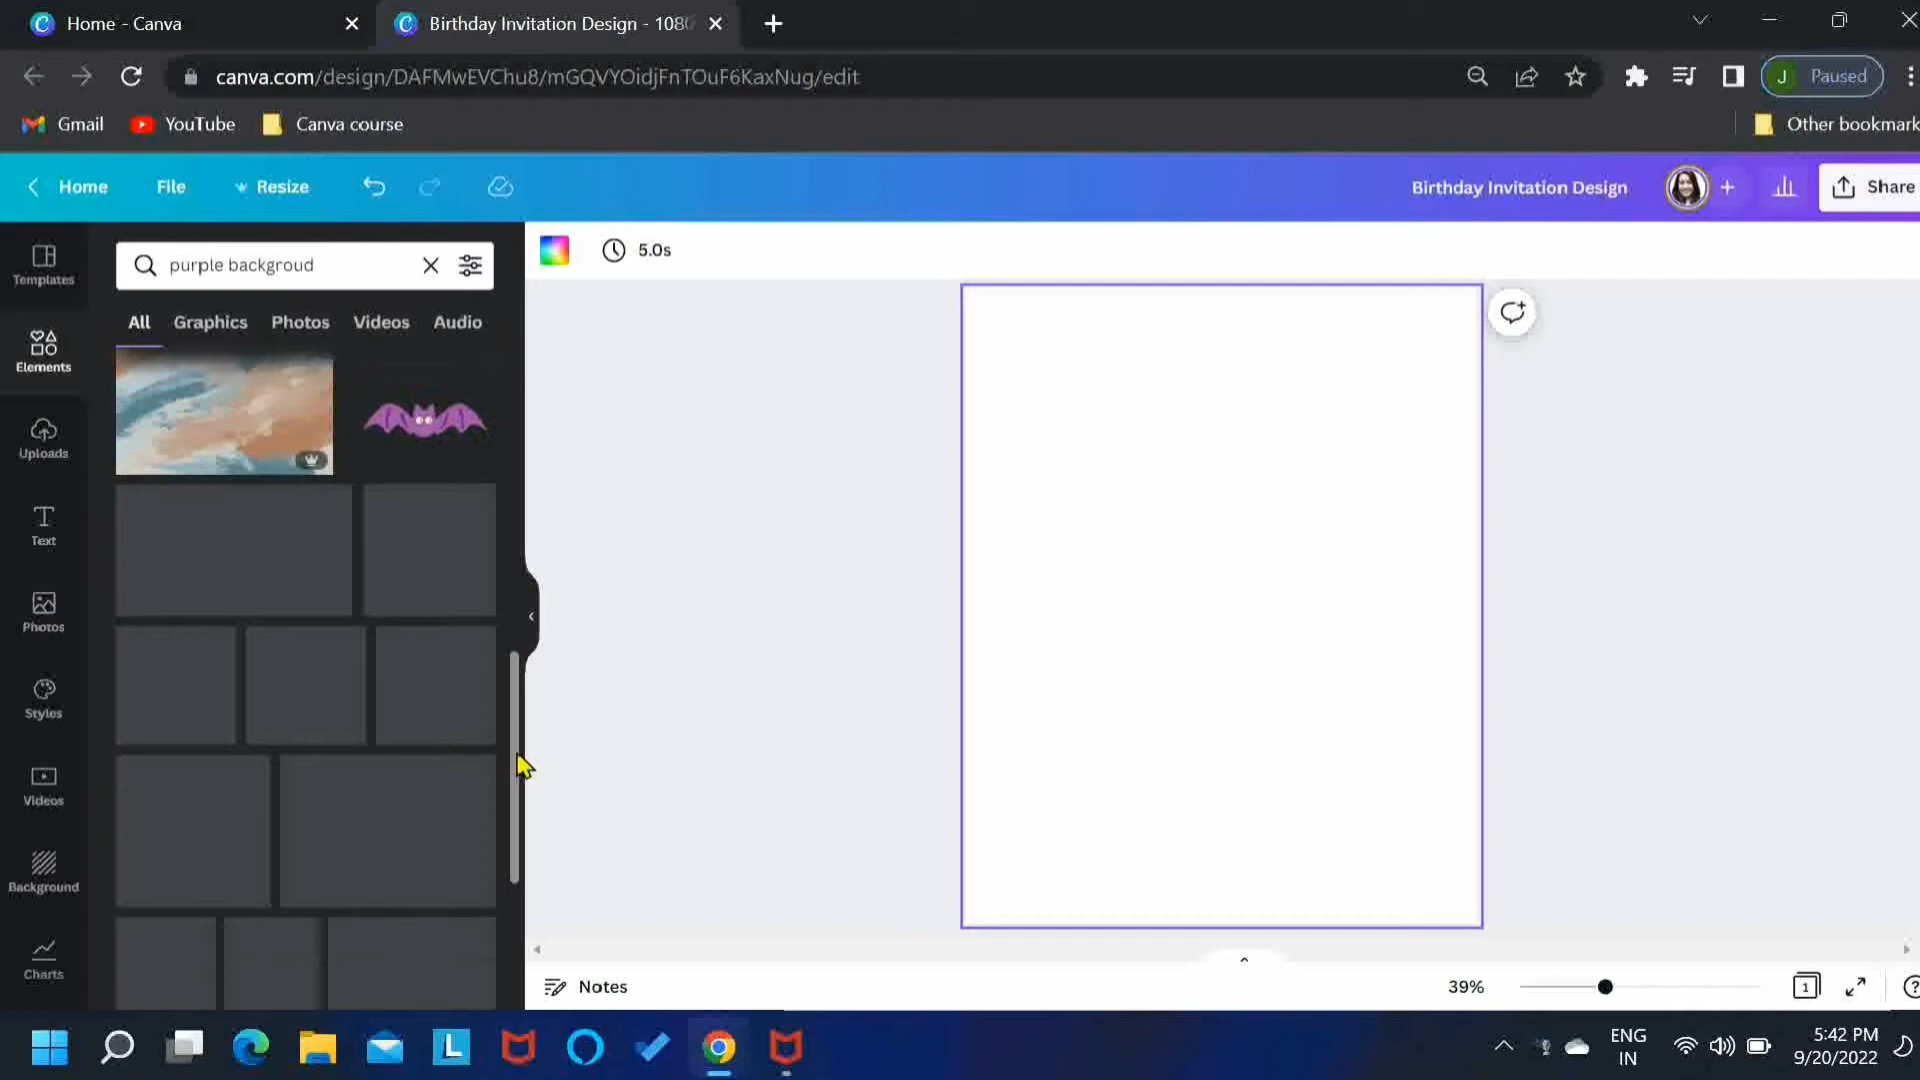 Home - Canva
Birthday Invitation Design - 1080
canva.com/design/DAFMwEVChu8/mGQVYOidjFnTOuF6KaxNug/edit
J Paused
Gmail YouTube Canva course
Other bookmark
Home File Resize
Birthday Invitation Design
Share
Templates
Elements
Uploads
Text
Photos
Styles
Videos
Background
Charts
purple backgroud
All Graphics Photos Videos Audio
5.0s
Notes
39%
1
ENG
IN
5:42 PM
9/20/2022